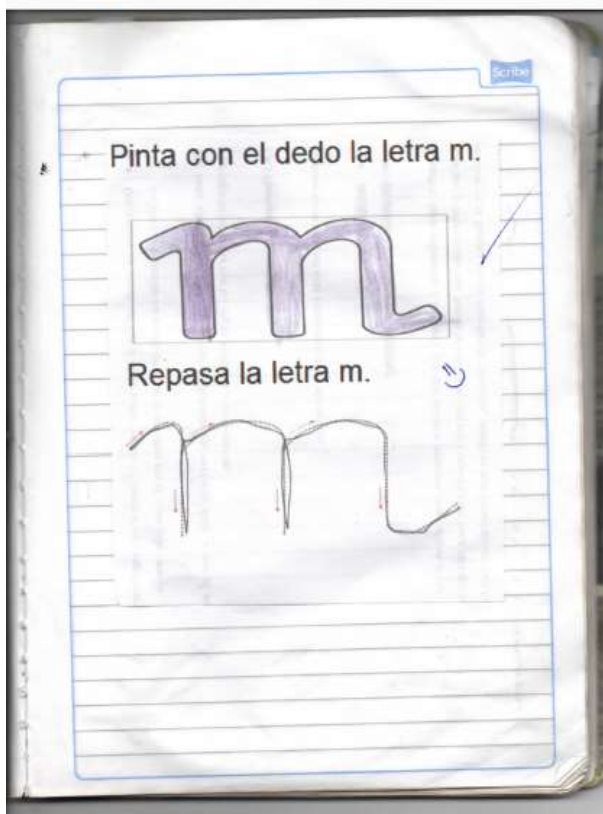 Scribe
Pinta con el dedo la letra m.
m
Repasa la letra m.
m